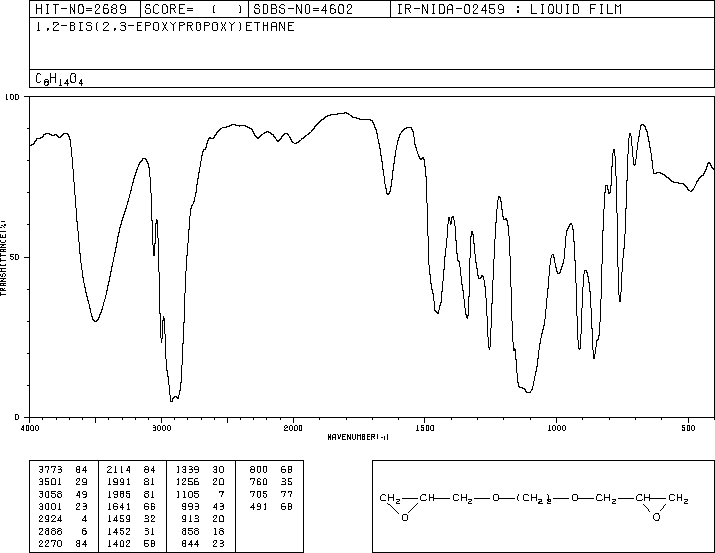 HIT-NO=2689 SCORE= ( ) SDBS-NO=4602 IR-NIDA-02459 : LIQUID FILM
1,2-BIS(2,3-EPOXYPROPOXY)ETHANE
C8H14O4
100
50
0
TRANSMITTANCE(%)
4000 3000 2000 1500 1000 500
WAVENUMBER(-1)
3773 84 2114 84 1339 30 800 68
3501 29 1991 81 1256 20 760 35
3058 49 1986 81 1105 7 705 77
3001 23 1641 66 993 43 491 68
2924 4 1459 32 913 20
2886 6 1452 31 858 18
2270 84 1402 58 844 23
CH2 CH CH2 O (CH2)2 O CH2 CH CH2
O O